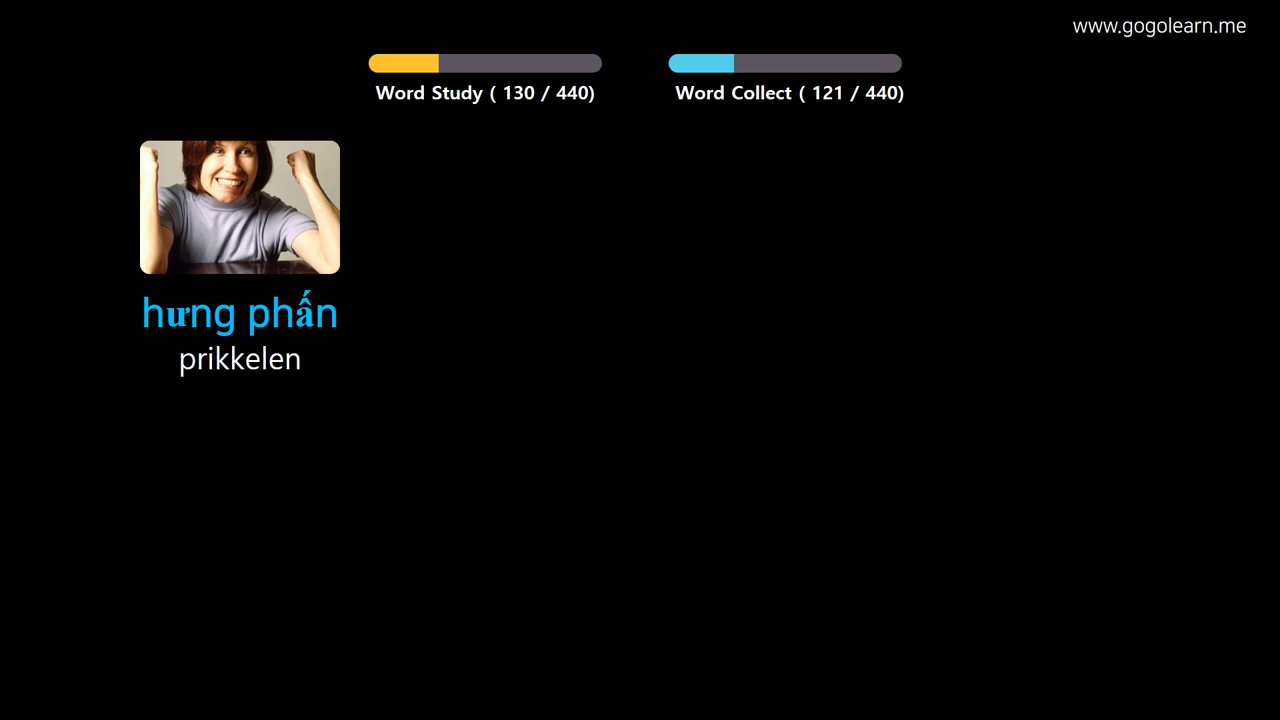 www.gogolearn.me
Word Study ( 130 / 440)
Word Collect ( 121 / 440)
hưng phấn
prikkelen